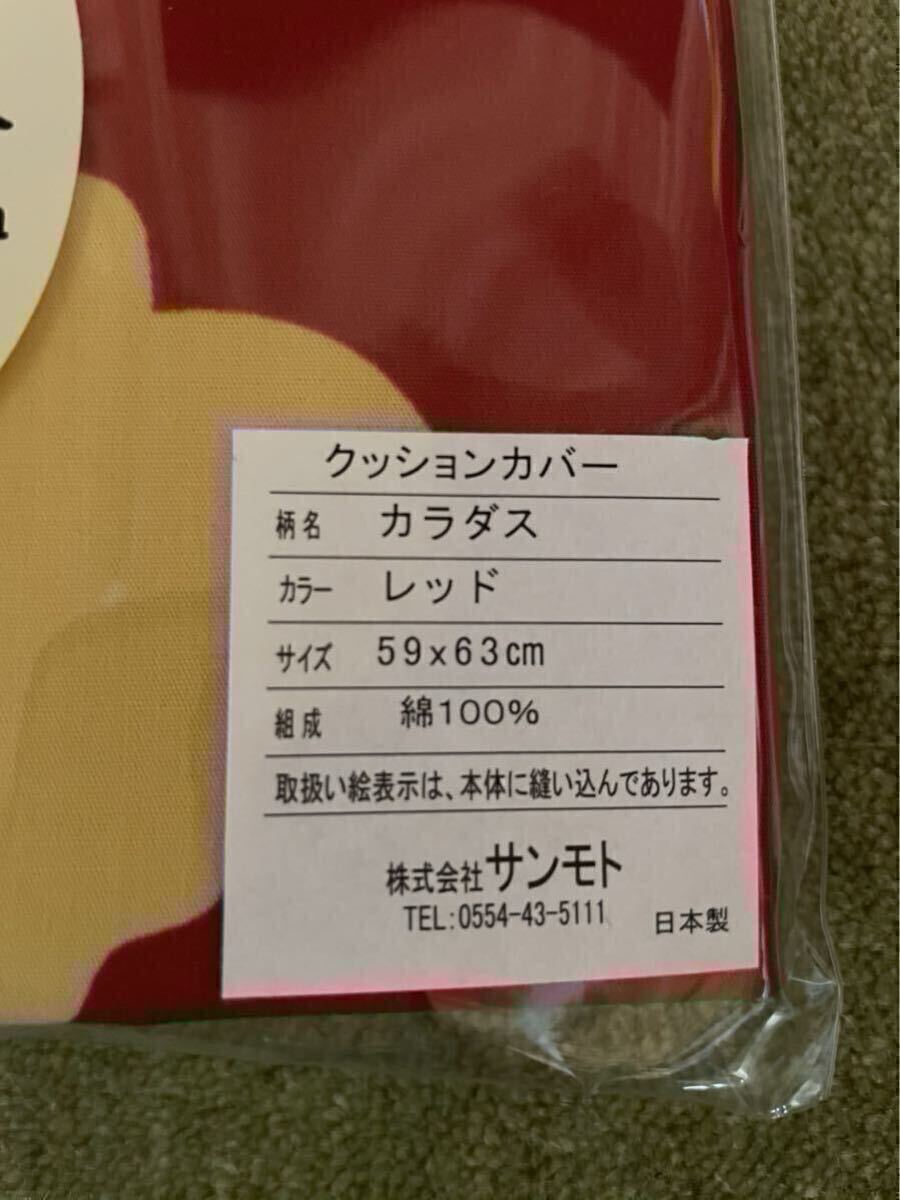 クッションカバー
柄名 カラダス
カラー レッド
サイズ 59x63cm
組成 綿100%
取扱い絵表示は、本体に縫い込んであります。
株式会社サンモト
TEL:0554-43-5111 日本製